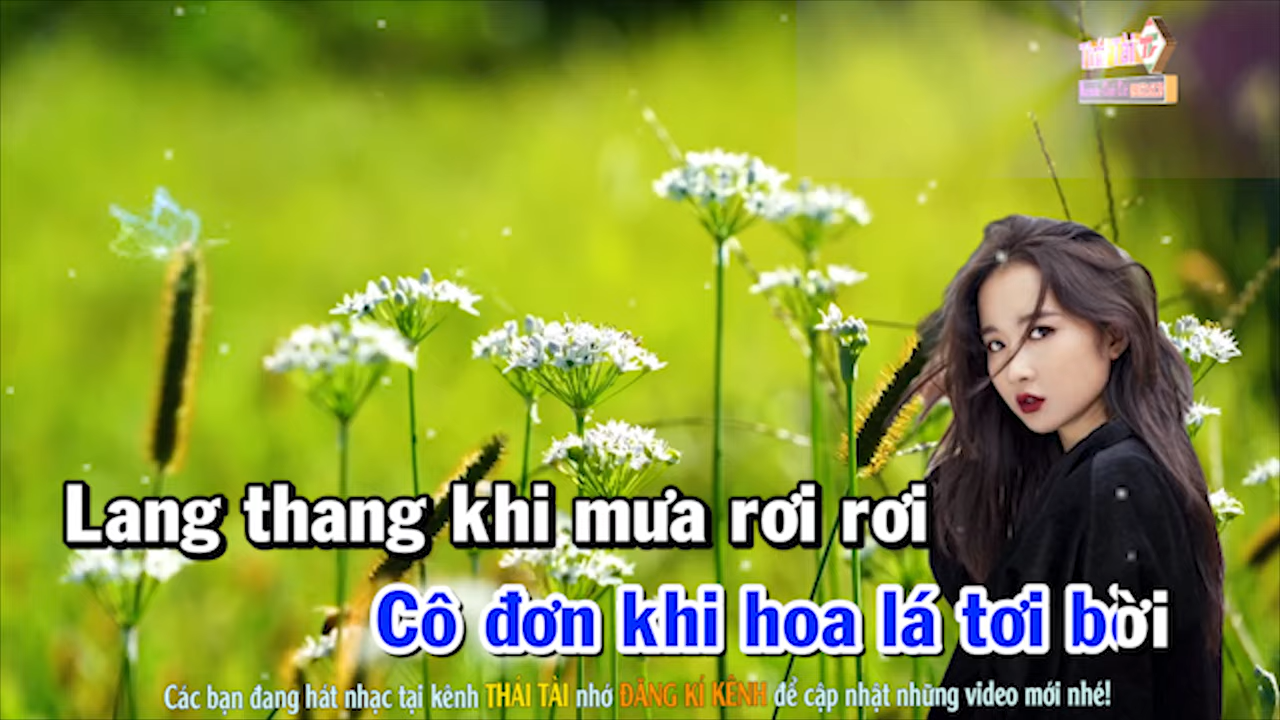 Lang thang khi mưa rơi rơi
Cô đơn khi hoa lá tơi bời
Các bạn đang hát nhạc tại kênh THÁI TÀI nhớ ĐĂNG KÍ KÊNH để cập nhật những video mới nhé!